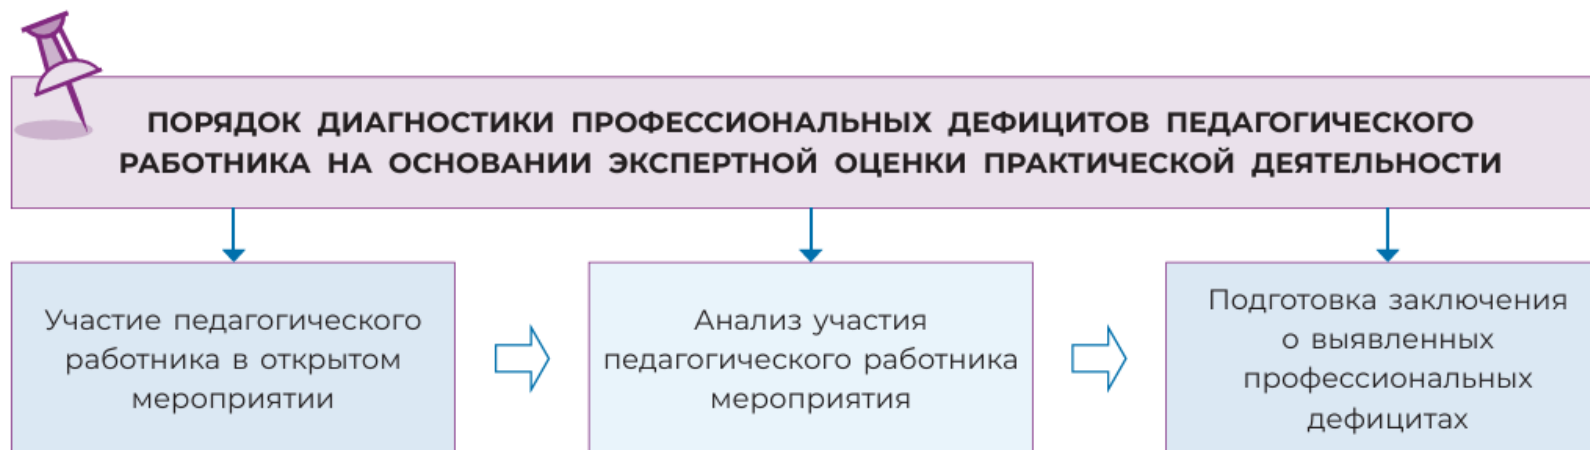 ПОРЯДОК ДИАГНОСТИКИ ПРОФЕССИОНАЛЬНЫХ ДЕФИЦИТОВ ПЕДАГОГИЧЕСКОГО
РАБОТНИКА НА ОСНОВАНИИ ЭКСПЕРТНОЙ ОЦЕНКИ ПРАКТИЧЕСКОЙ ДЕЯТЕЛЬНОСТИ
Участие педагогического
работника в открытом
мероприятии
Анализ участия
педагогического работника
мероприятия
Подготовка заключения
о выявленных
профессиональных
дефицитах